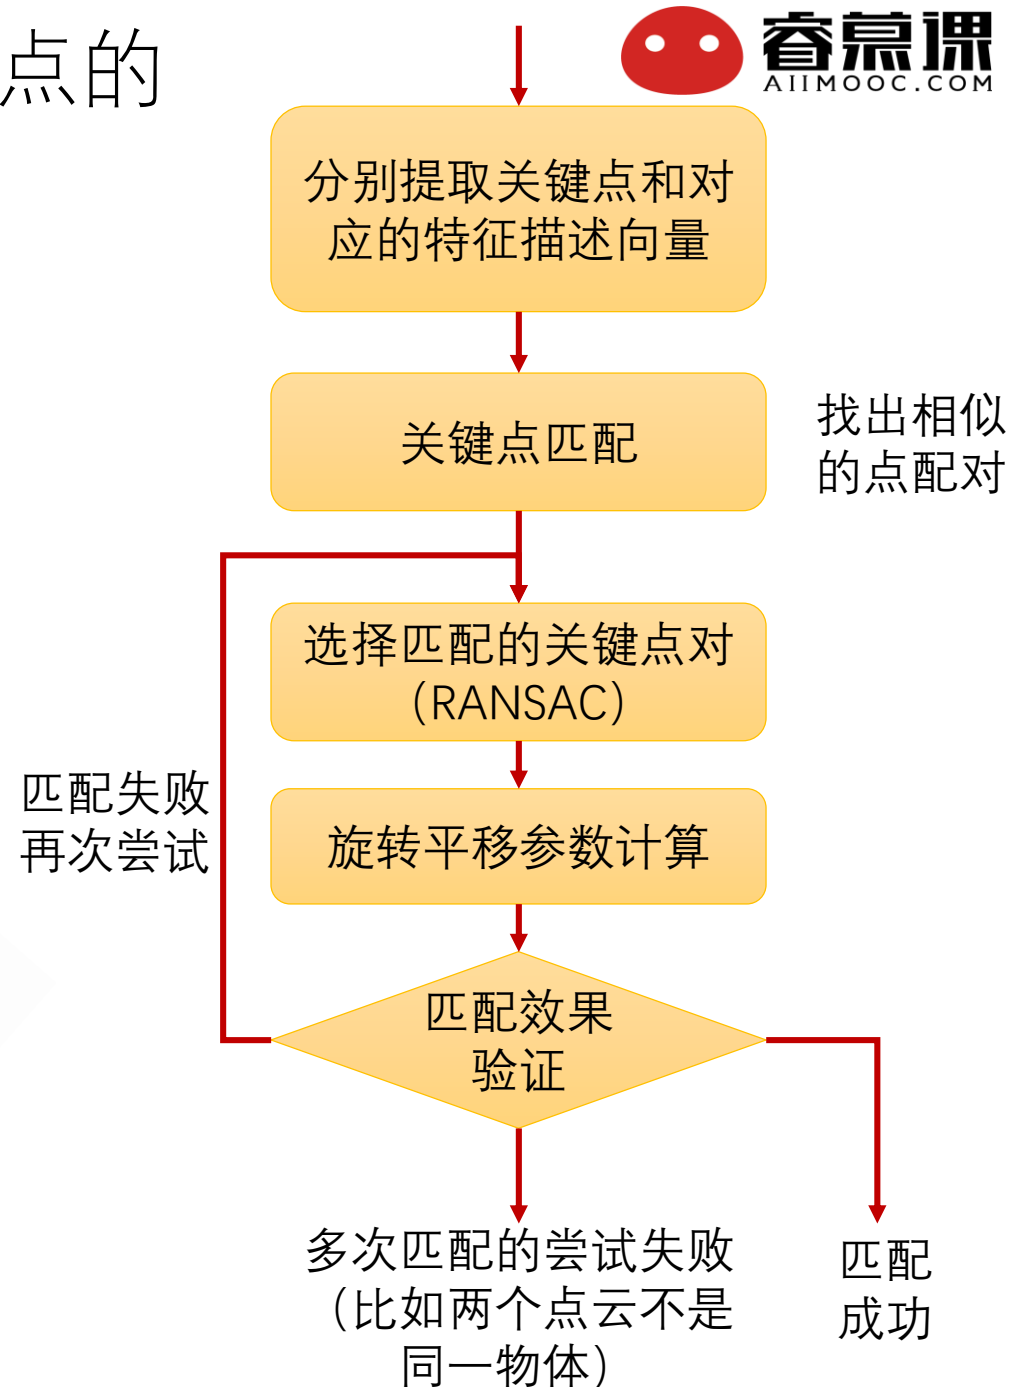 点的
睿慕课
AIIMOOC.COM
分别提取关键点和对
应的特征描述向量
关键点匹配
找出相似
的点配对
选择匹配的关键点对
（RANSAC）
匹配失败
再次尝试
旋转平移参数计算
匹配效果
验证
多次匹配的尝试失败
（比如两个点云不是
同一物体）
匹配
成功